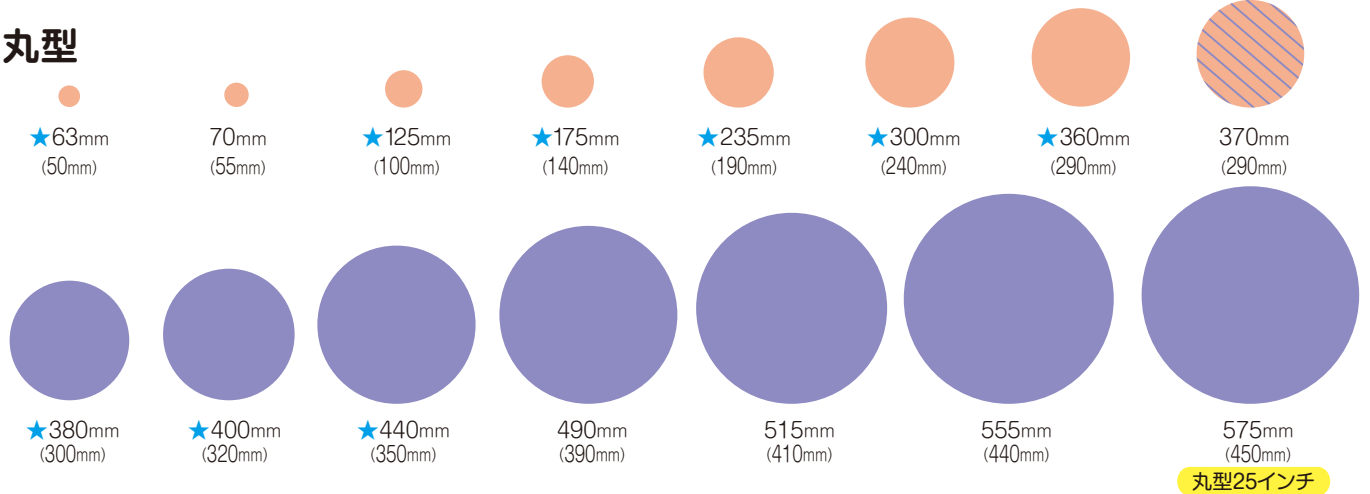 丸型
★63mm 70mm ★125mm ★175mm ★235mm ★300mm ★360mm 370mm
(50mm) (55mm) (100mm) (140mm) (190mm) (240mm) (290mm) (290mm)
★380mm ★400mm ★440mm 490mm 515mm 555mm 575mm
(300mm) (320mm) (350mm) (390mm) (410mm) (440mm) (450mm)
丸型25インチ